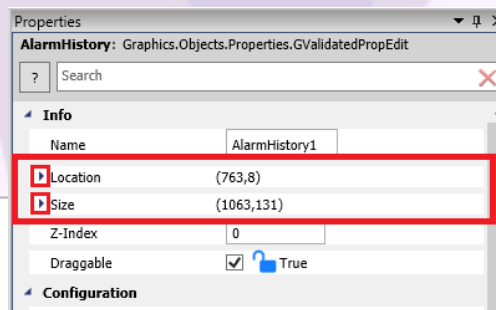 Properties
AlarmHistory: Graphics.Objects.Properties.GValidatedPropEdit
? Search
Info
Name AlarmHistory1
Location (763,8)
Size (1063,131)
Z-Index 0
Draggable True
Configuration